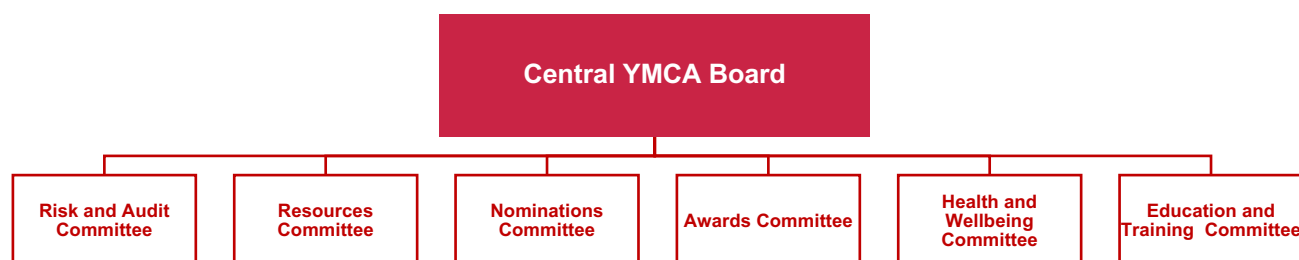 Central YMCA Board
Risk and Audit
Committee
Resources
Committee
Nominations
Committee
Awards Committee
Health and
Wellbeing
Committee
Education and
Training Committee